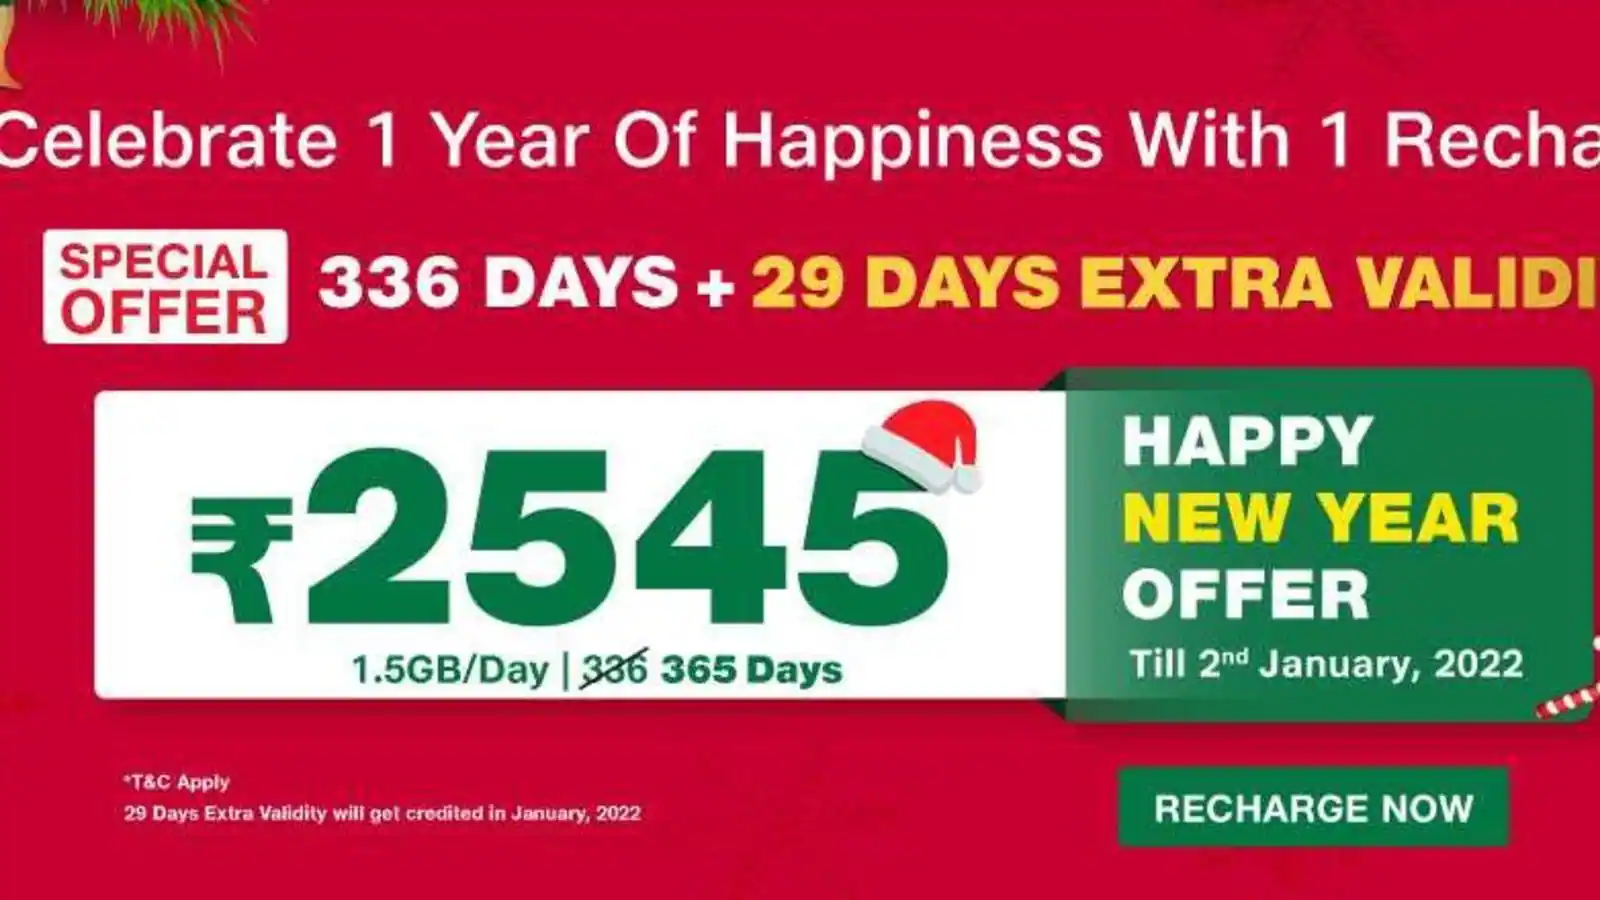 Celebrate 1 Year Of Happiness With 1 Recha
SPECIAL
OFFER
336 DAYS + 29 DAYS EXTRA VALIDI
₹2545
1.5GB/Day | 336 365 Days
HAPPY
NEW YEAR
OFFER
Till 2nd January, 2022
*T&C Apply
29 Days Extra Validity will get credited in January, 2022
RECHARGE NOW